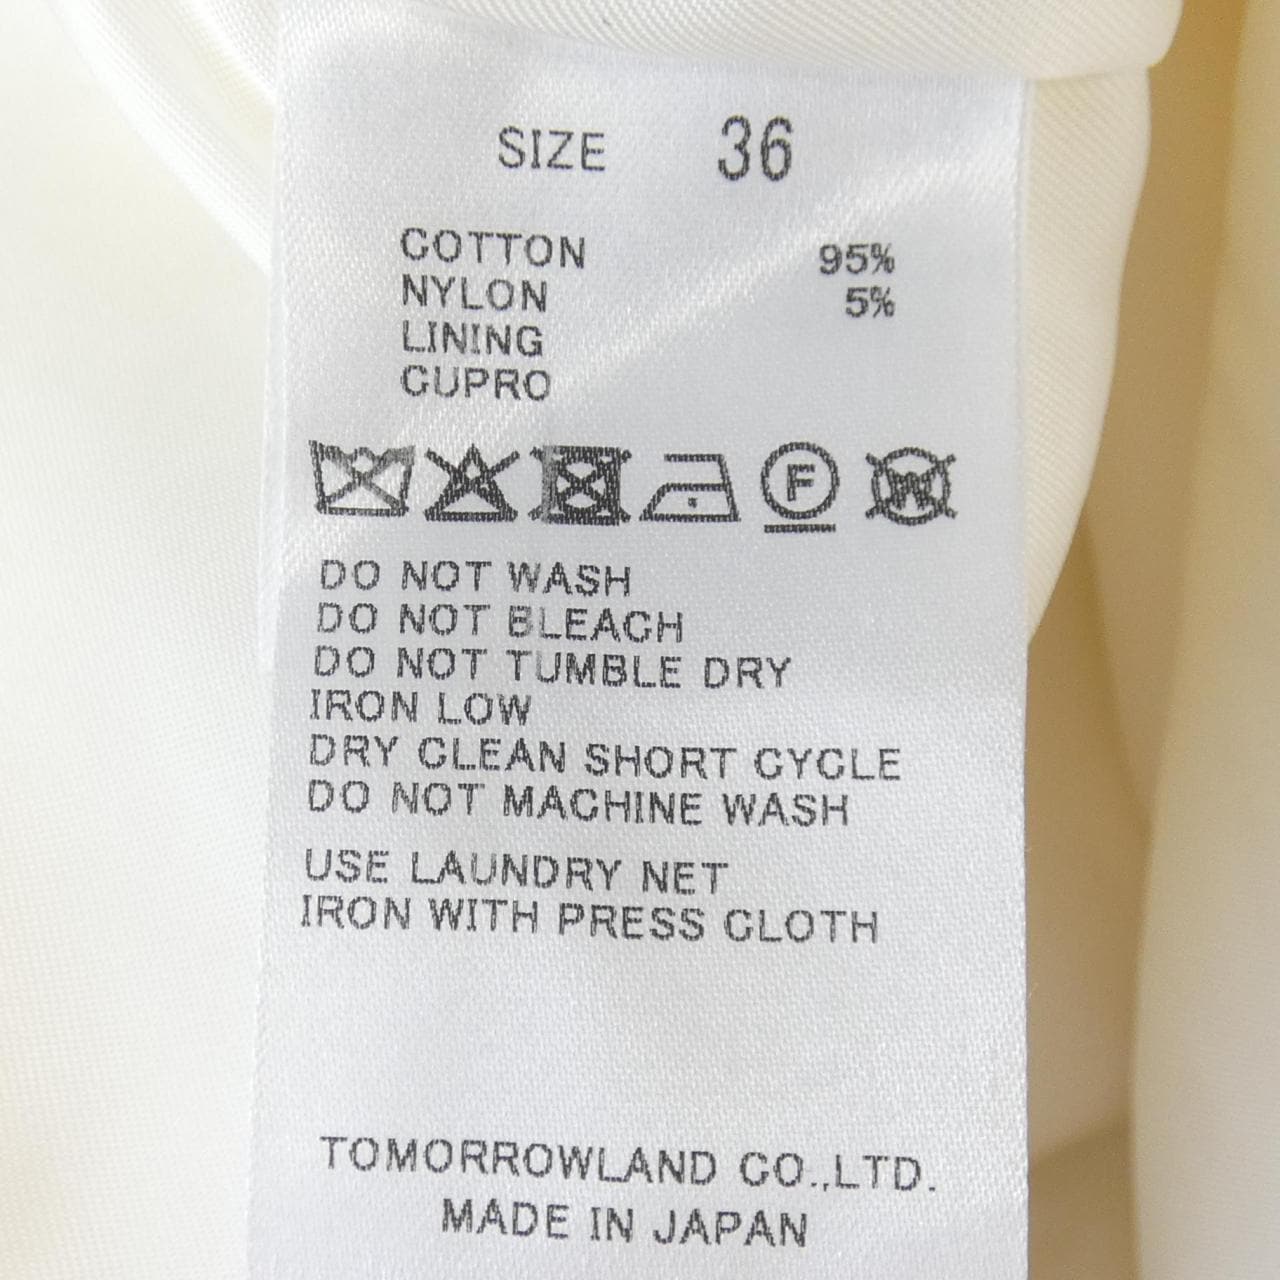 SIZE 36
COTTON 95%
NYLON 5%
LINING
CUPRO
F W
DO NOT WASH
DO NOT BLEACH
DO NOT TUMBLE DRY
IRON LOW
DRY CLEAN SHORT CYCLE
DO NOT MACHINE WASH
USE LAUNDRY NET
IRON WITH PRESS CLOTH
TOMORROWLAND CO.,LTD.
MADE IN JAPAN